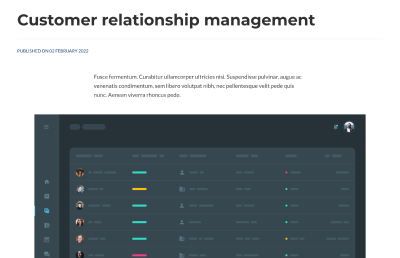 Customer relationship management
PUBLISHED ON 02 FEBRUARY 2022
Fusce fermentum. Curabitur ullamcorper ultricies nisi. Suspendisse pulvinar, augue ac
venenatis condimentum, sem libero volutpat nibh, nec pellentesque velit pede quis
nunc. Aenean viverra rhoncus pede.